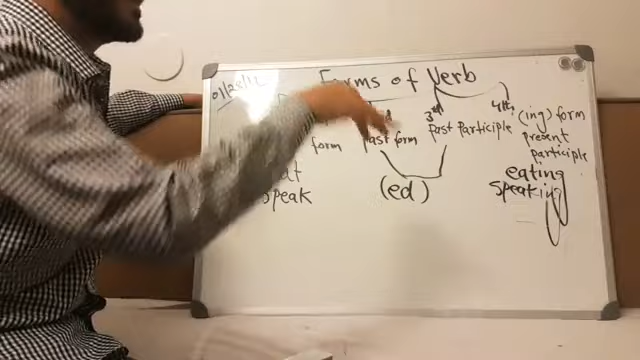 Forms of Verb
3rd 4th (ing) form
form Past form Past Participle present
participle
eating
speak (ed) speaking